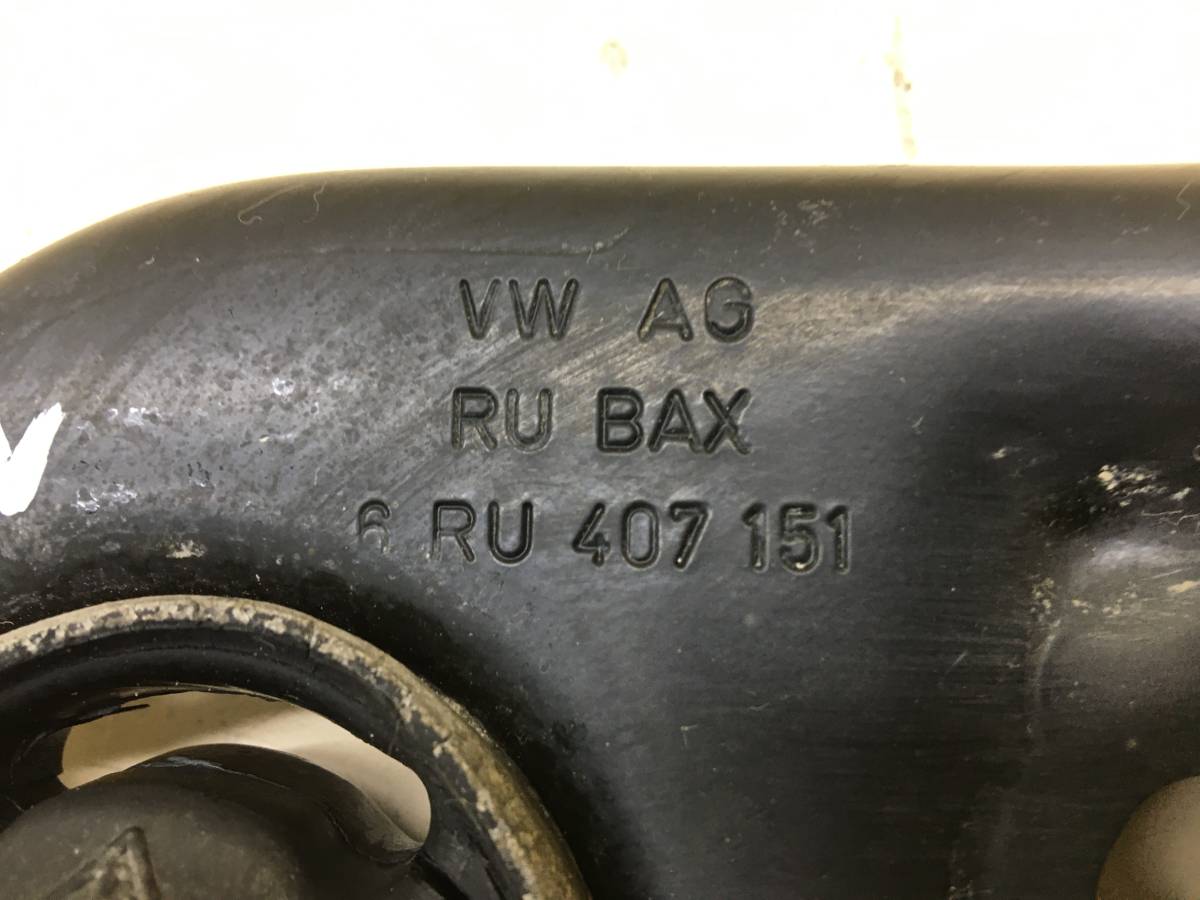 VW AG
RU BAX
6 RU 407 151